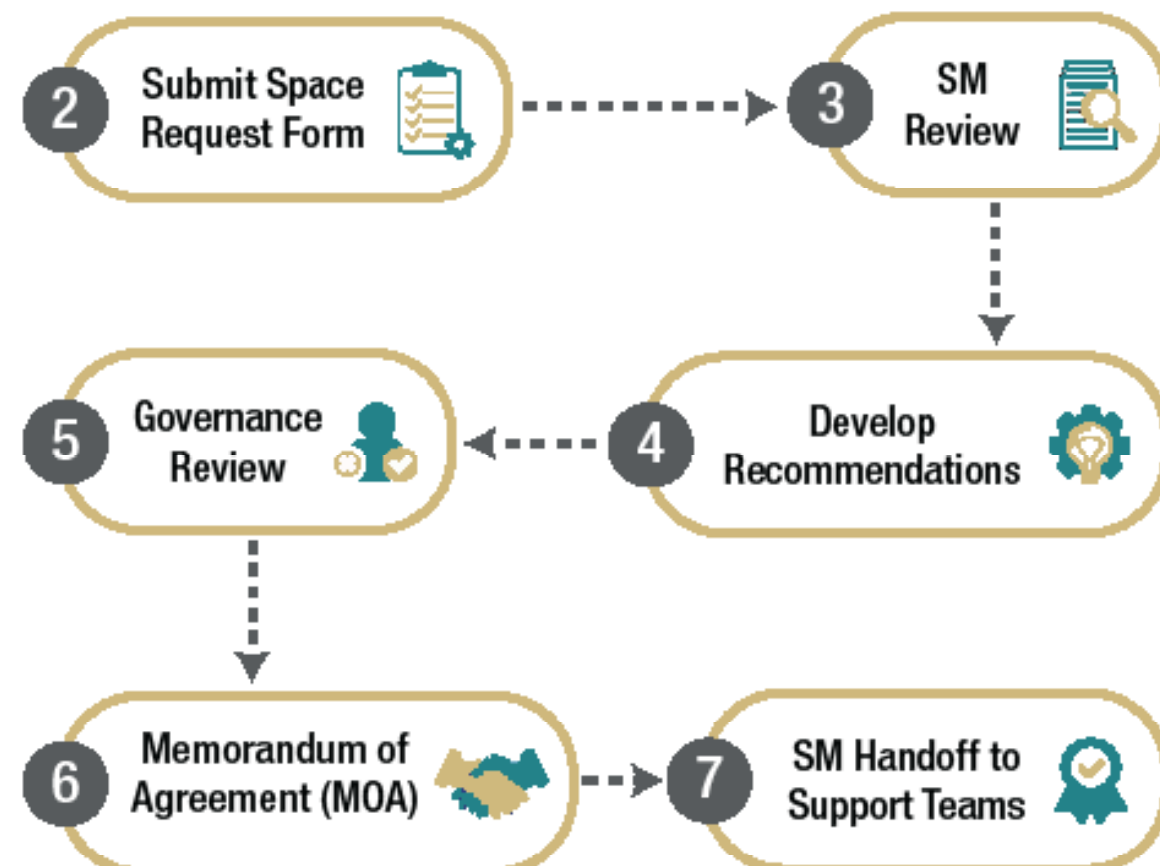 2
Submit Space
Request Form
3
SM
Review
4
Develop
Recommendations
5
Governance
Review
6
Memorandum of
Agreement (MOA)
7
SM Handoff to
Support Teams